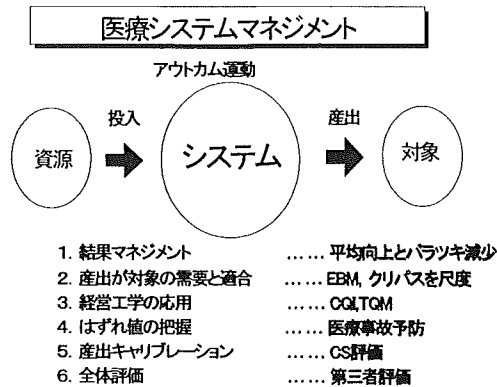 医療システムマネジメント
アウトカム運動
投入
産出
資源
システム
対象
1. 結果マネジメント ……平均向上とバラツキ減少
2. 産出が対象の需要と適合 ……EBM, クリパスを尺度
3. 経営工学の応用 ……CQI,TQM
4. はずれ値の把握 ……医療事故予防
5. 産出キャリブレーション ……CS評価
6. 全体評価 ……第三者評価